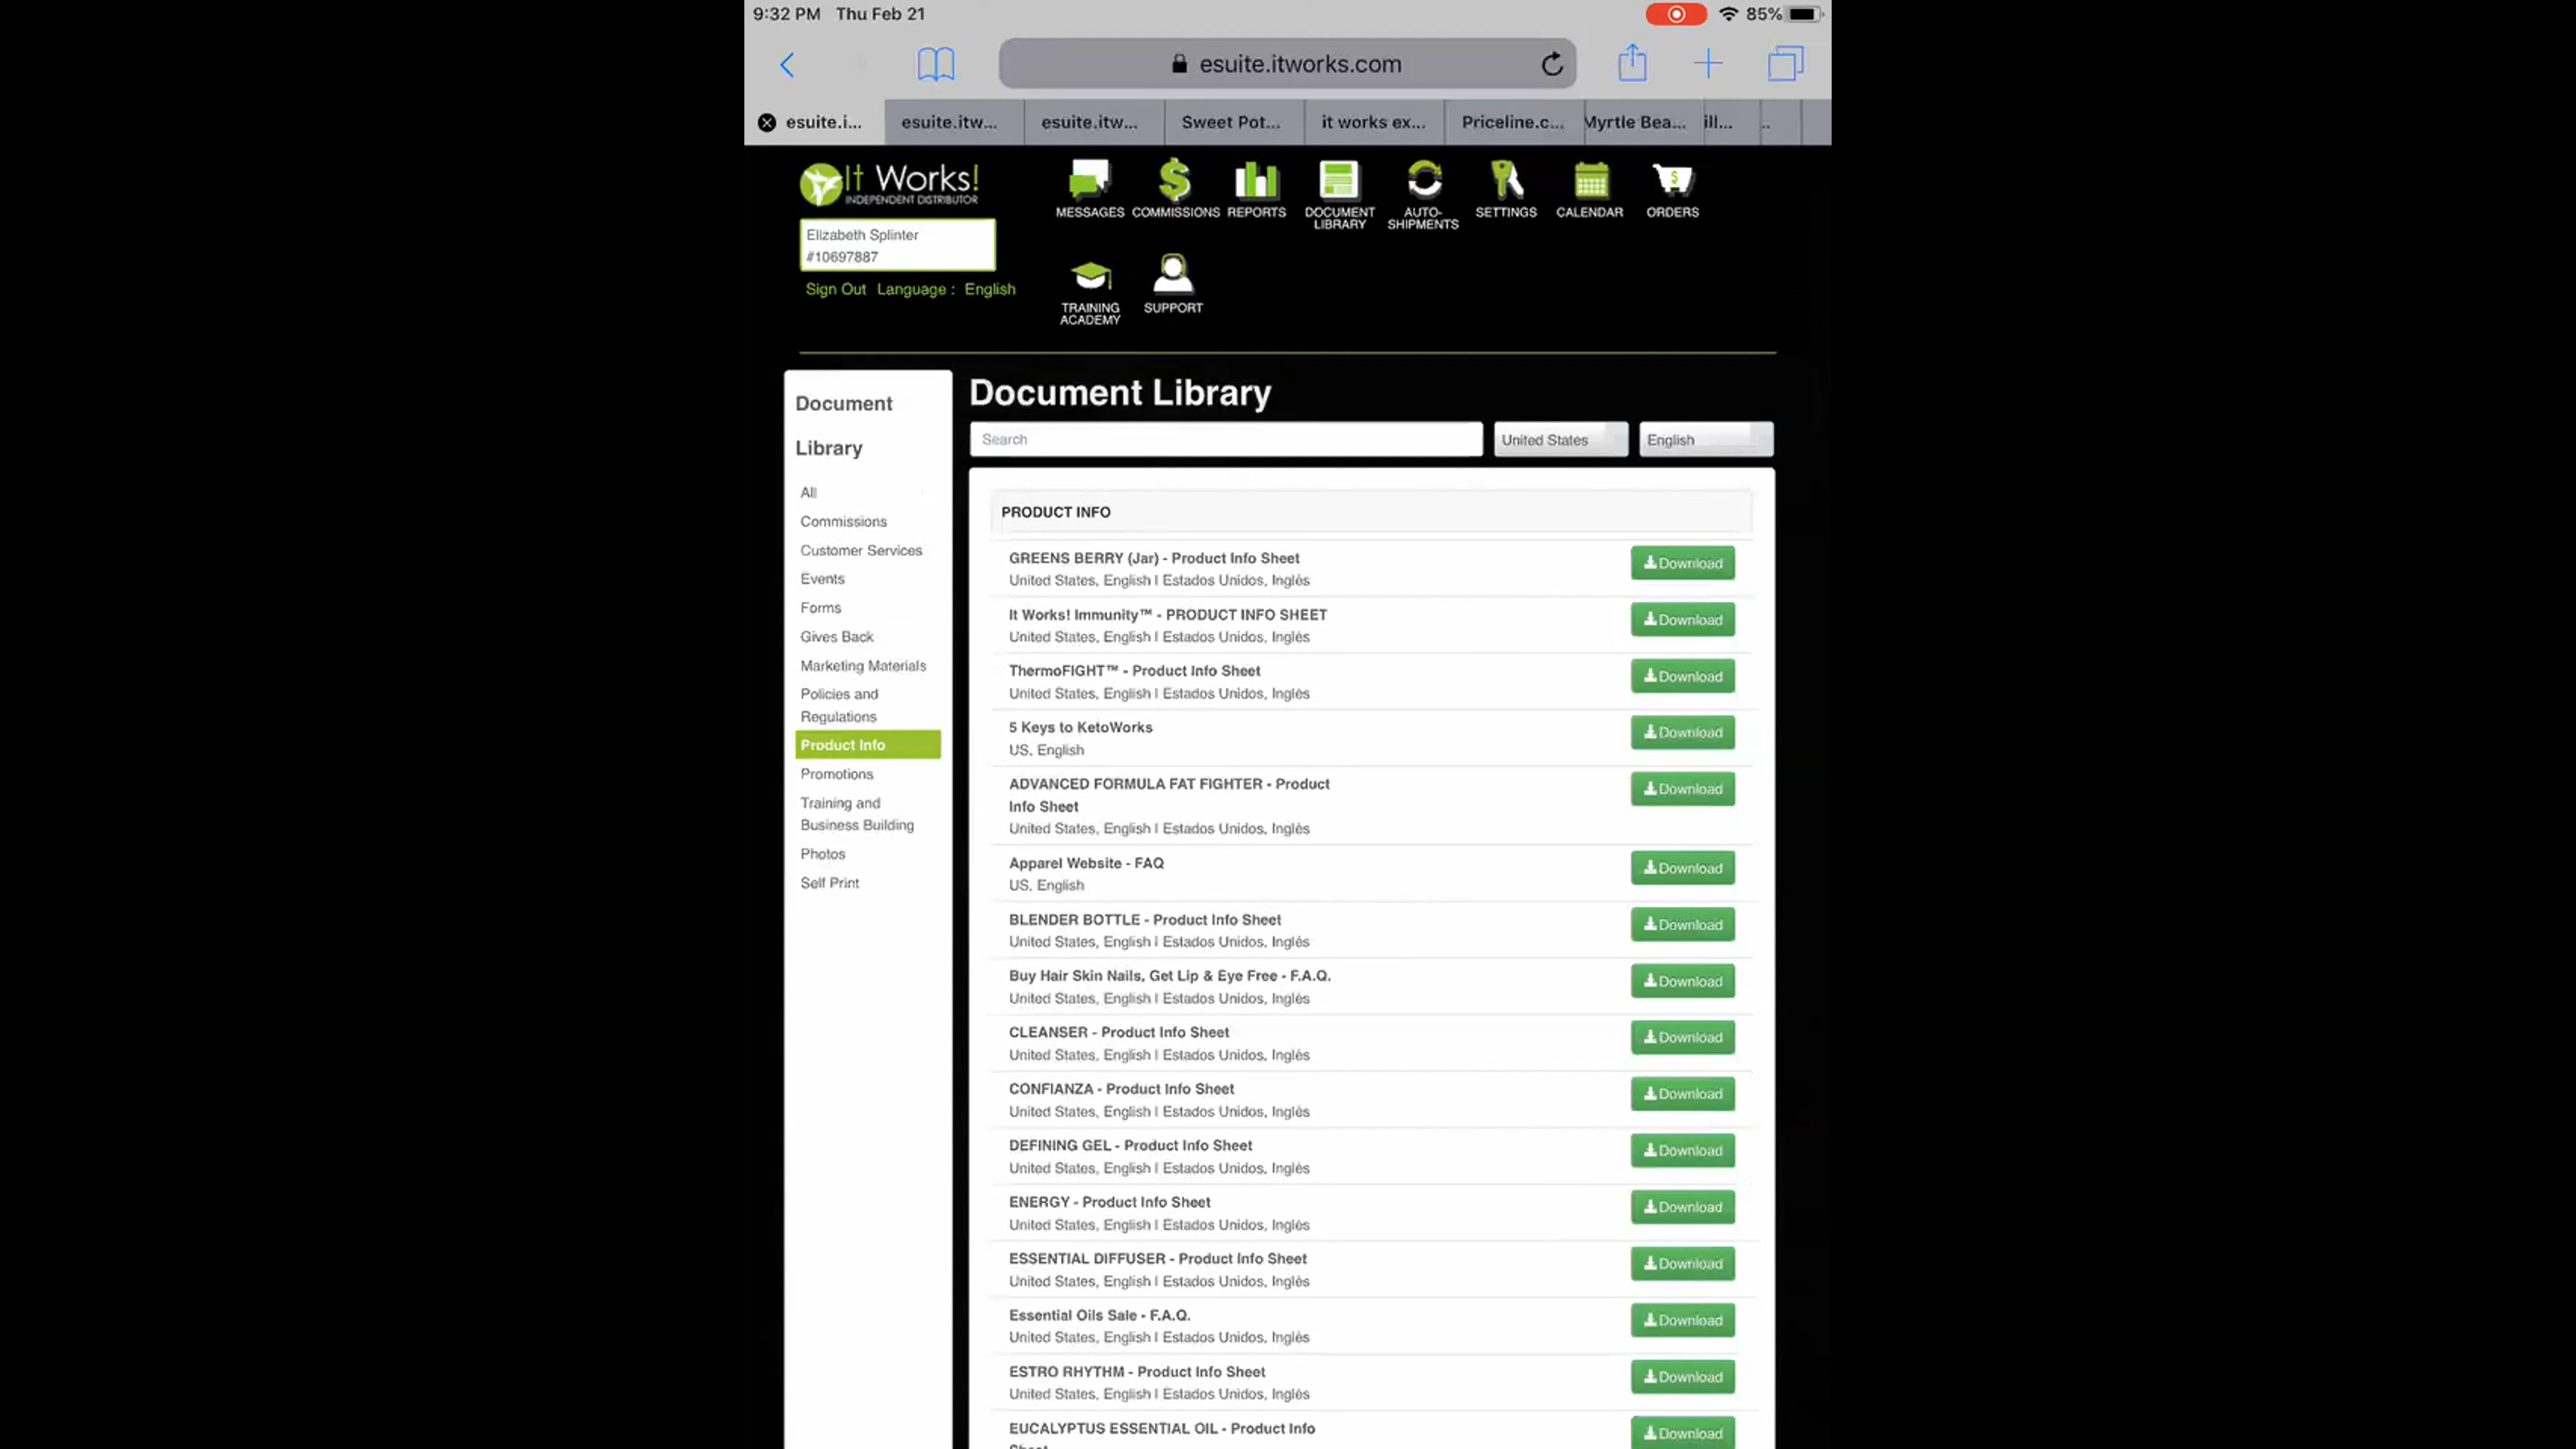 9:32 PM Thu Feb 21
85%
esuite.itworks.com
esuite.i... esuite.itw... esuite.itw... Sweet Pot... it works ex... Priceline.c... Myrtle Bea... ill... ..
It Works!
INDEPENDENT DISTRIBUTOR
Elizabeth Splinter
#10697887
Sign Out Language : English
MESSAGES COMMISSIONS REPORTS DOCUMENT LIBRARY AUTO-SHIPMENTS SETTINGS CALENDAR ORDERS
TRAINING ACADEMY SUPPORT
Document
Library
All
Commissions
Customer Services
Events
Forms
Gives Back
Marketing Materials
Policies and
Regulations
Product Info
Promotions
Training and
Business Building
Photos
Self Print
Document Library
Search United States English
PRODUCT INFO
GREENS BERRY (Jar) - Product Info Sheet
United States, English | Estados Unidos, Inglés
Download
It Works! Immunity™ - PRODUCT INFO SHEET
United States, English | Estados Unidos, Inglés
Download
ThermoFIGHT™ - Product Info Sheet
United States, English | Estados Unidos, Inglés
Download
5 Keys to KetoWorks
US, English
Download
ADVANCED FORMULA FAT FIGHTER - Product
Info Sheet
United States, English | Estados Unidos, Inglés
Download
Apparel Website - FAQ
US, English
Download
BLENDER BOTTLE - Product Info Sheet
United States, English | Estados Unidos, Inglés
Download
Buy Hair Skin Nails, Get Lip & Eye Free - F.A.Q.
United States, English | Estados Unidos, Inglés
Download
CLEANSER - Product Info Sheet
United States, English | Estados Unidos, Inglés
Download
CONFIANZA - Product Info Sheet
United States, English | Estados Unidos, Inglés
Download
DEFINING GEL - Product Info Sheet
United States, English | Estados Unidos, Inglés
Download
ENERGY - Product Info Sheet
United States, English | Estados Unidos, Inglés
Download
ESSENTIAL DIFFUSER - Product Info Sheet
United States, English | Estados Unidos, Inglés
Download
Essential Oils Sale - F.A.Q.
United States, English | Estados Unidos, Inglés
Download
ESTRO RHYTHM - Product Info Sheet
United States, English | Estados Unidos, Inglés
Download
EUCALYPTUS ESSENTIAL OIL - Product Info
Download